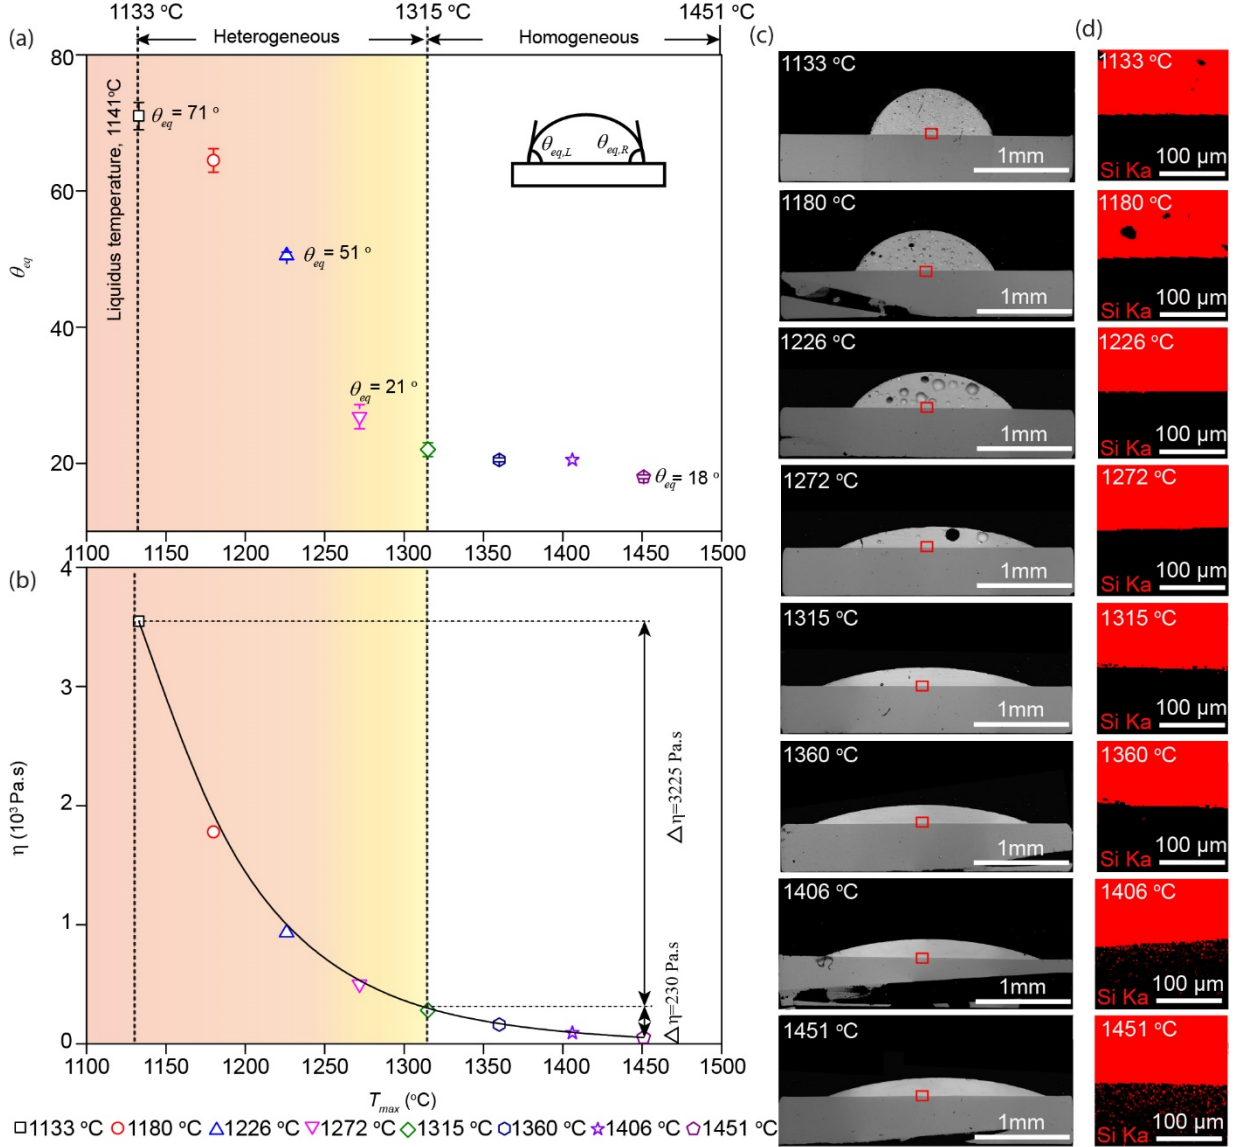 1133 °C 1315 °C 1451 °C
(a) Heterogeneous Homogeneous
80
60
40
20
θeq
Liquidus temperature, 1141°C
θeq = 71 °
θeq = 51 °
θeq = 21 °
θeq = 18 °
θeq,L θeq,R
1100 1150 1200 1250 1300 1350 1400 1450 1500
(b)
4
3
2
1
0
η (10³ Pa.s)
△η=3225 Pa.s
△η=230 Pa.s
1100 1150 1200 1250 1300 1350 1400 1450 1500
Tmax (°C)
1133 °C 1180 °C 1226 °C 1272 °C 1315 °C 1360 °C 1406 °C 1451 °C
(c)
1133 °C
1mm
1180 °C
1mm
1226 °C
1mm
1272 °C
1mm
1315 °C
1mm
1360 °C
1mm
1406 °C
1mm
1451 °C
1mm
(d)
1133 °C
Si Ka 100 µm
1180 °C
Si Ka 100 µm
1226 °C
Si Ka 100 µm
1272 °C
Si Ka 100 µm
1315 °C
Si Ka 100 µm
1360 °C
Si Ka 100 µm
1406 °C
Si Ka 100 µm
1451 °C
Si Ka 100 µm